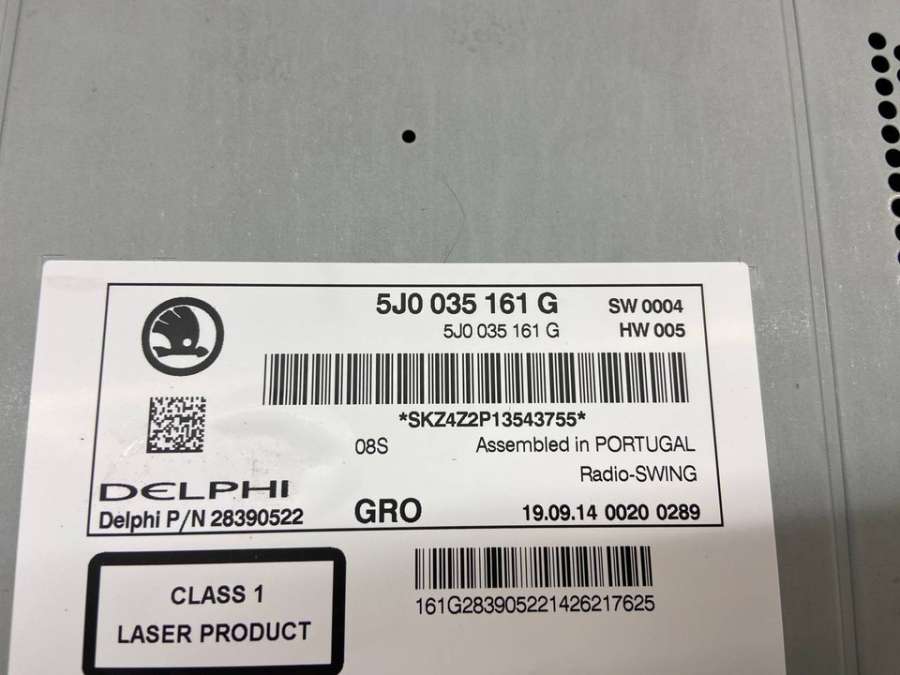 5J0 035 161 G SW 0004
5J0 035 161 G HW 005
*SKZ4Z2P13543755*
08S Assembled in PORTUGAL
Radio-SWING
DELPHI
Delphi P/N 28390522 GRO 19.09.14 0020 0289
161G283905221426217625
CLASS 1
LASER PRODUCT